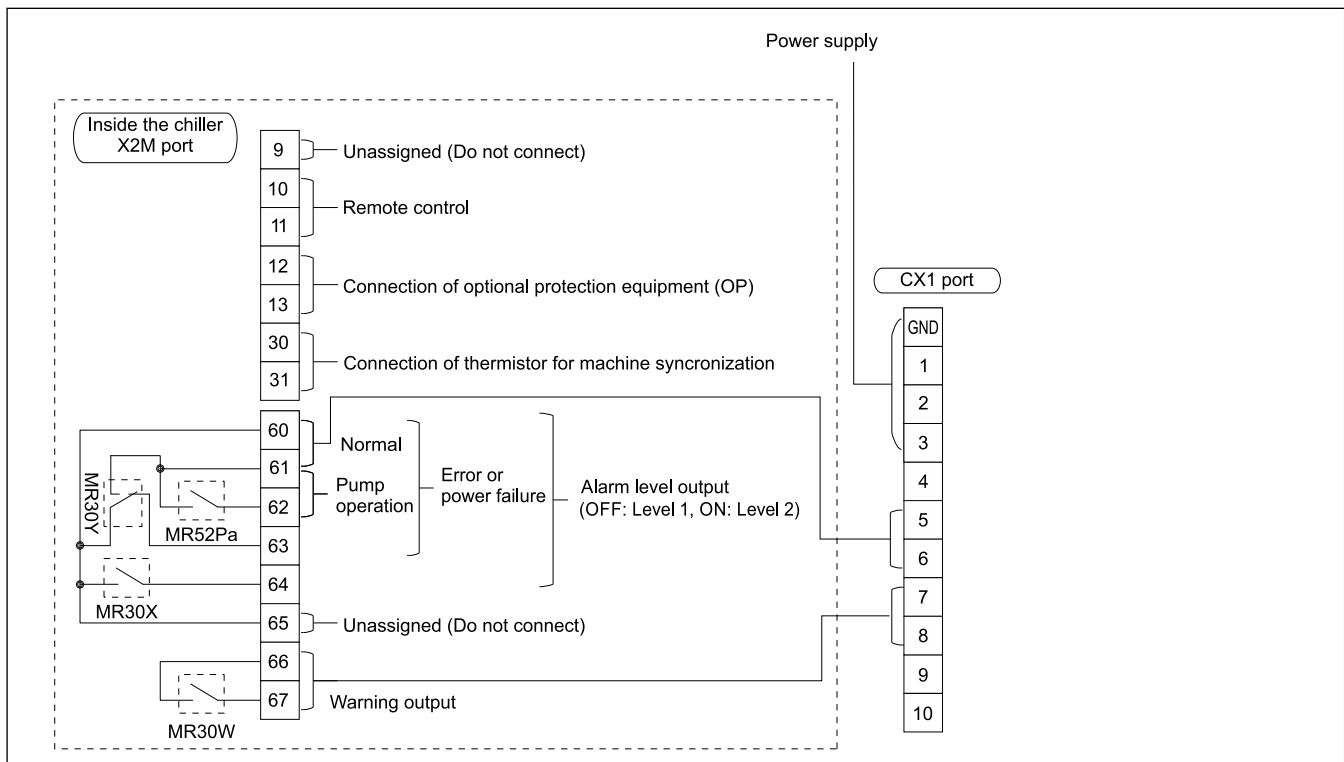 Power supply
Inside the chiller
X2M port
9
Unassigned (Do not connect)
10
11
Remote control
12
13
Connection of optional protection equipment (OP)
30
31
Connection of thermistor for machine syncronization
60
61
62
63
64
65
66
67
Normal
Pump
operation
Error or
power failure
Alarm level output
(OFF: Level 1, ON: Level 2)
Unassigned (Do not connect)
Warning output
MR30Y
MR52Pa
MR30X
MR30W
CX1 port
GND
1
2
3
4
5
6
7
8
9
10